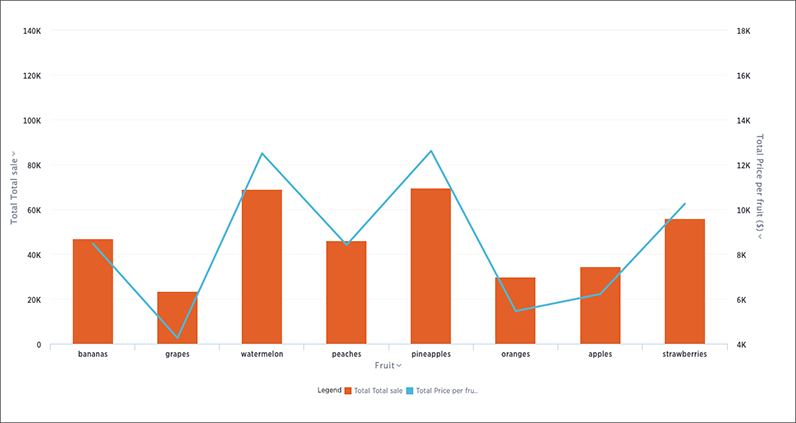 140K
120K
100K
80K
60K
40K
20K
0
Total Total sale
18K
16K
14K
12K
10K
8K
6K
4K
Total Price per fruit ($)
bananas grapes watermelon peaches pineapples oranges apples strawberries
Fruit
Legend Total Total sale Total Price per fru..